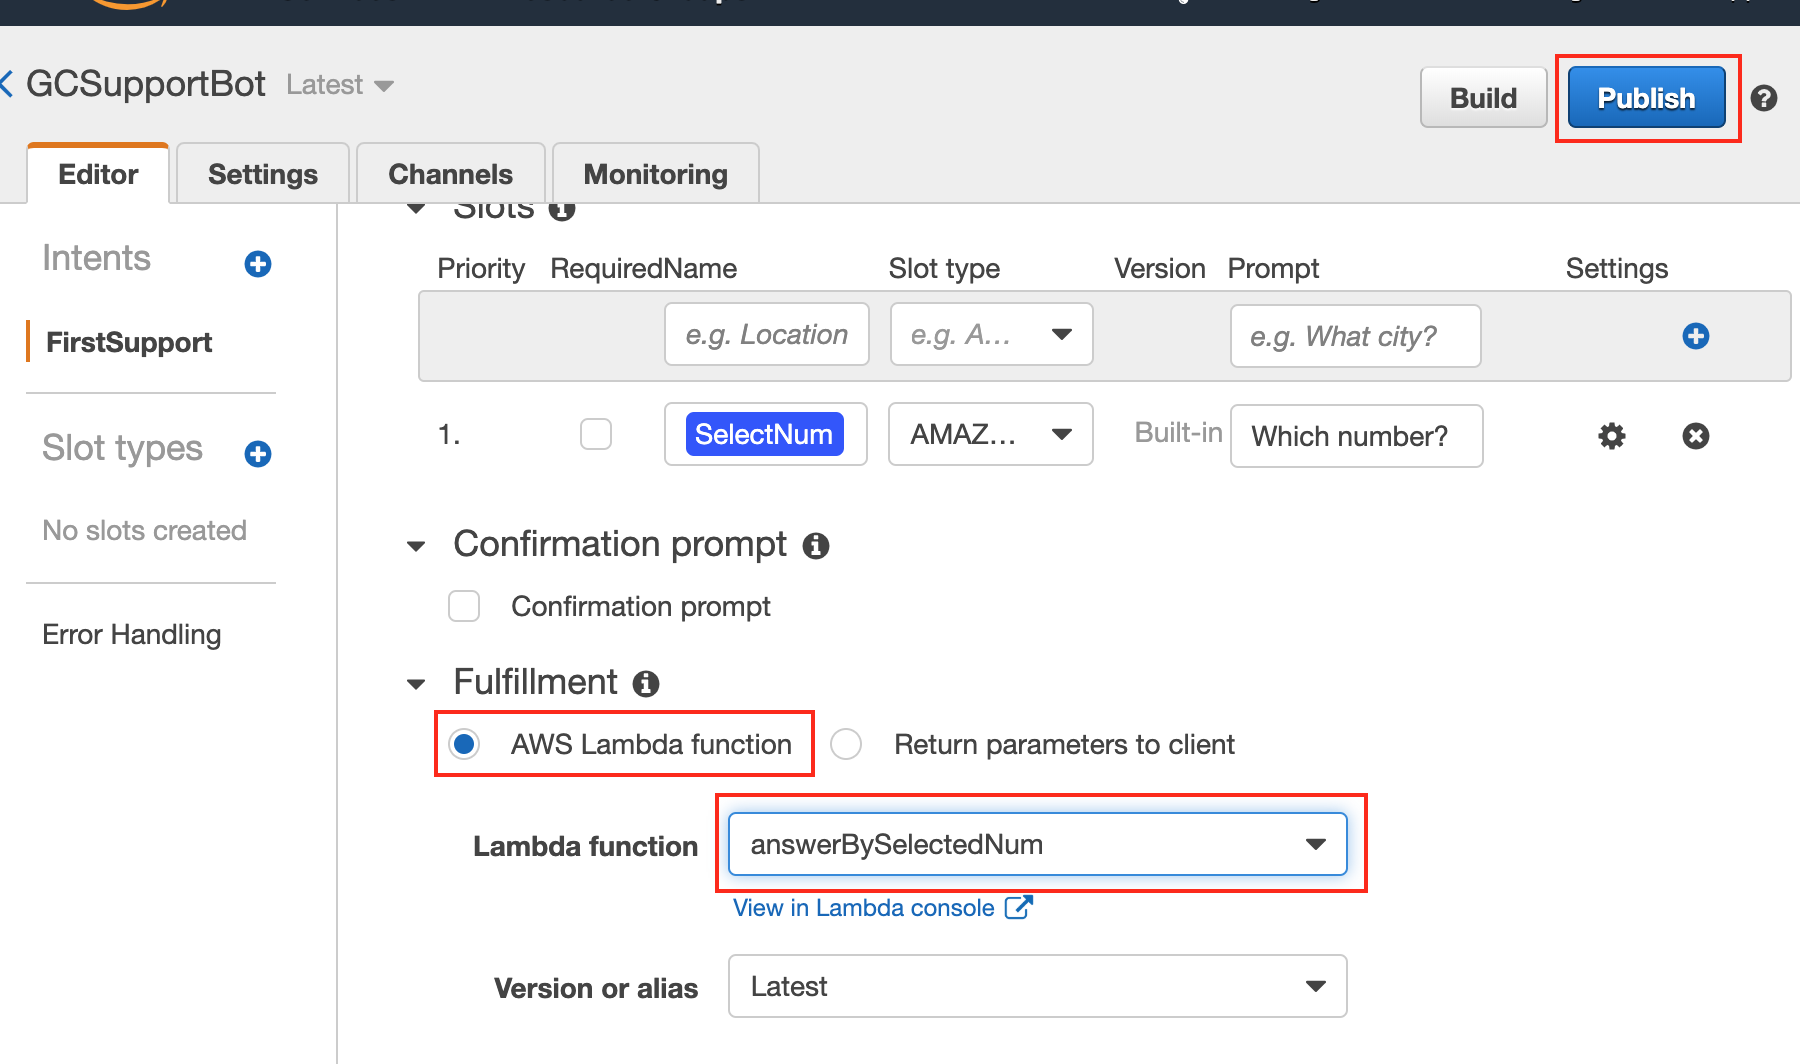 GCSupportBot Latest
Build
Publish
Editor
Settings
Channels
Monitoring
Intents
FirstSupport
Slot types
No slots created
Error Handling
Slots
Priority Required Name Slot type Version Prompt Settings
e.g. Location e.g. A... e.g. What city?
1. SelectNum AMAZ... Built-in Which number?
Confirmation prompt
Confirmation prompt
Fulfillment
AWS Lambda function Return parameters to client
Lambda function answerBySelectedNum
View in Lambda console
Version or alias Latest